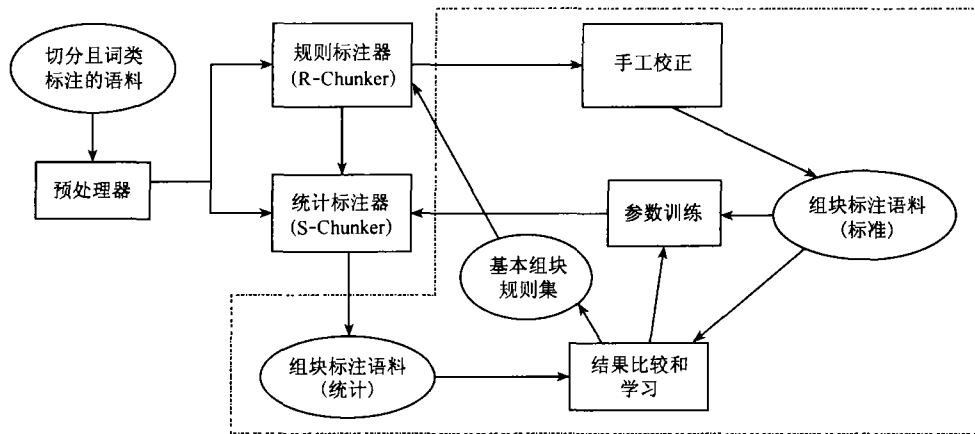 切分且词类
标注的语料
预处理器
规则标注器
(R-Chunker)
统计标注器
(S-Chunker)
手工校正
参数训练
组块标注语料
(标准)
基本组块
规则集
组块标注语料
(统计)
结果比较和
学习